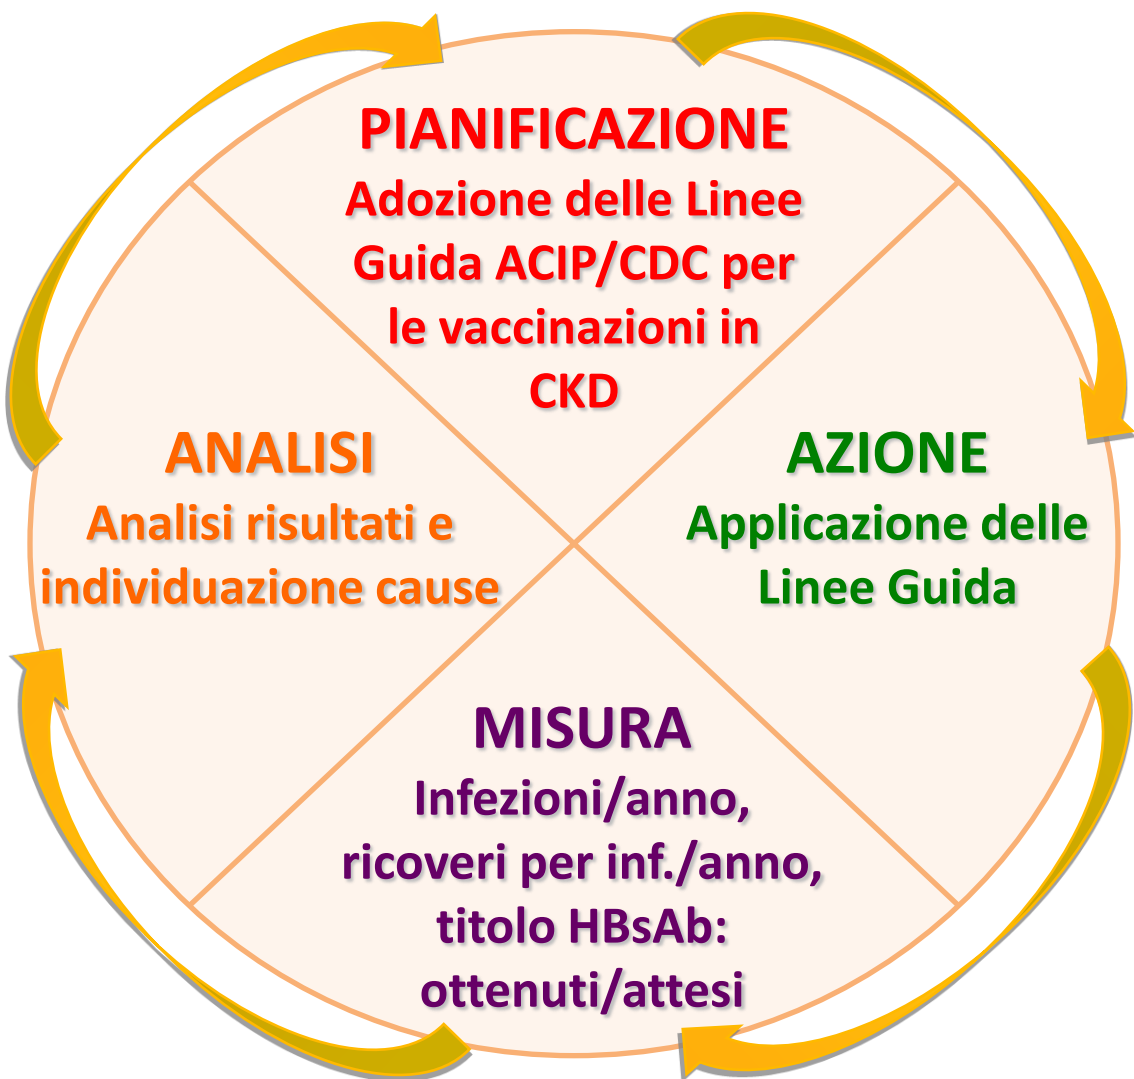 PIANIFICAZIONE
Adozione delle Linee
Guida ACIP/CDC per
le vaccinazioni in
CKD
ANALISI
Analisi risultati e
individuazione cause
AZIONE
Applicazione delle
Linee Guida
MISURA
Infezioni/anno,
ricoveri per inf./anno,
titolo HBsAb:
ottenuti/attesi